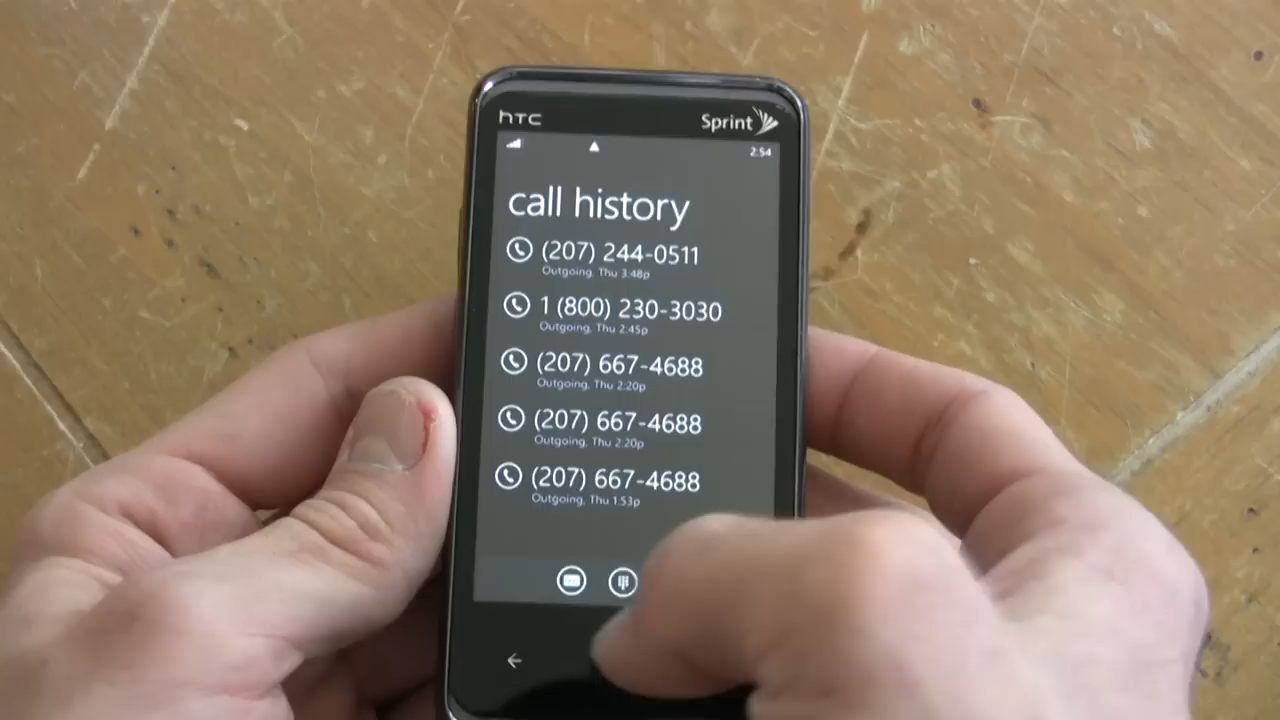 hTC
Sprint
2:54
call history
(207) 244-0511
Outgoing, Thu 3:48p
1 (800) 230-3030
Outgoing, Thu 2:45p
(207) 667-4688
Outgoing, Thu 2:20p
(207) 667-4688
Outgoing, Thu 2:20p
(207) 667-4688
Outgoing, Thu 1:53p